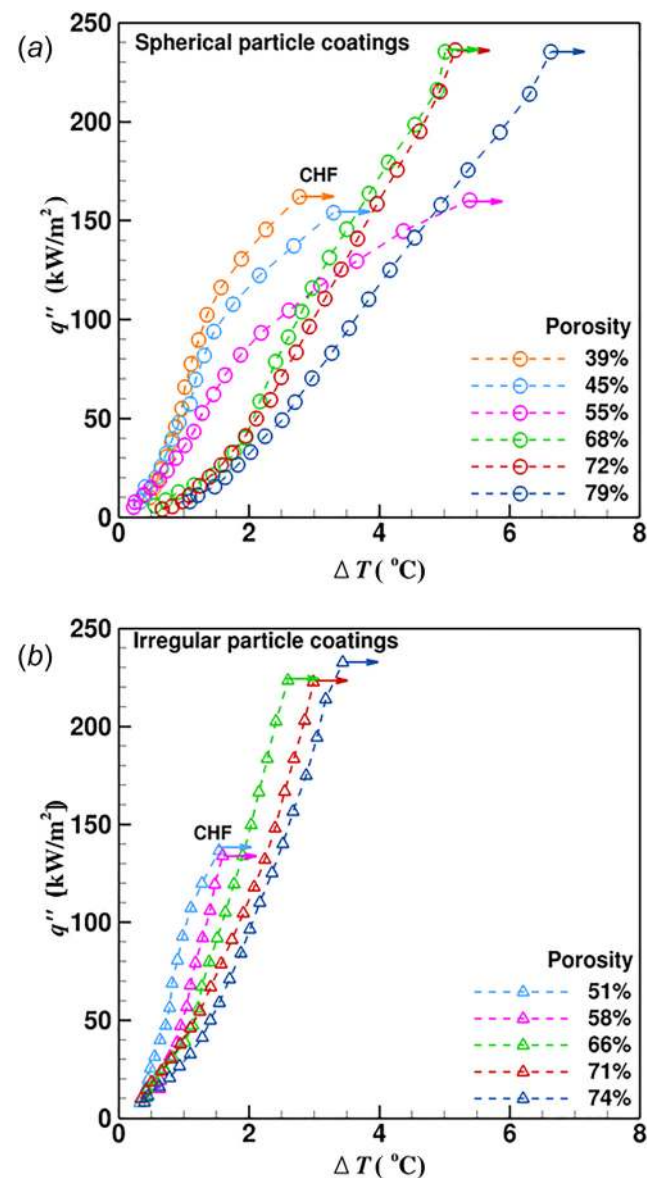 (a)
Spherical particle coatings
250
200
150
100
50
0
q'' (kW/m²)
CHF
Porosity
39%
45%
55%
68%
72%
79%
0 2 4 6 8
Δ T ( °C)
(b)
Irregular particle coatings
250
200
150
100
50
0
q'' (kW/m²]
CHF
Porosity
51%
58%
66%
71%
74%
0 2 4 6 8
Δ T ( °C)